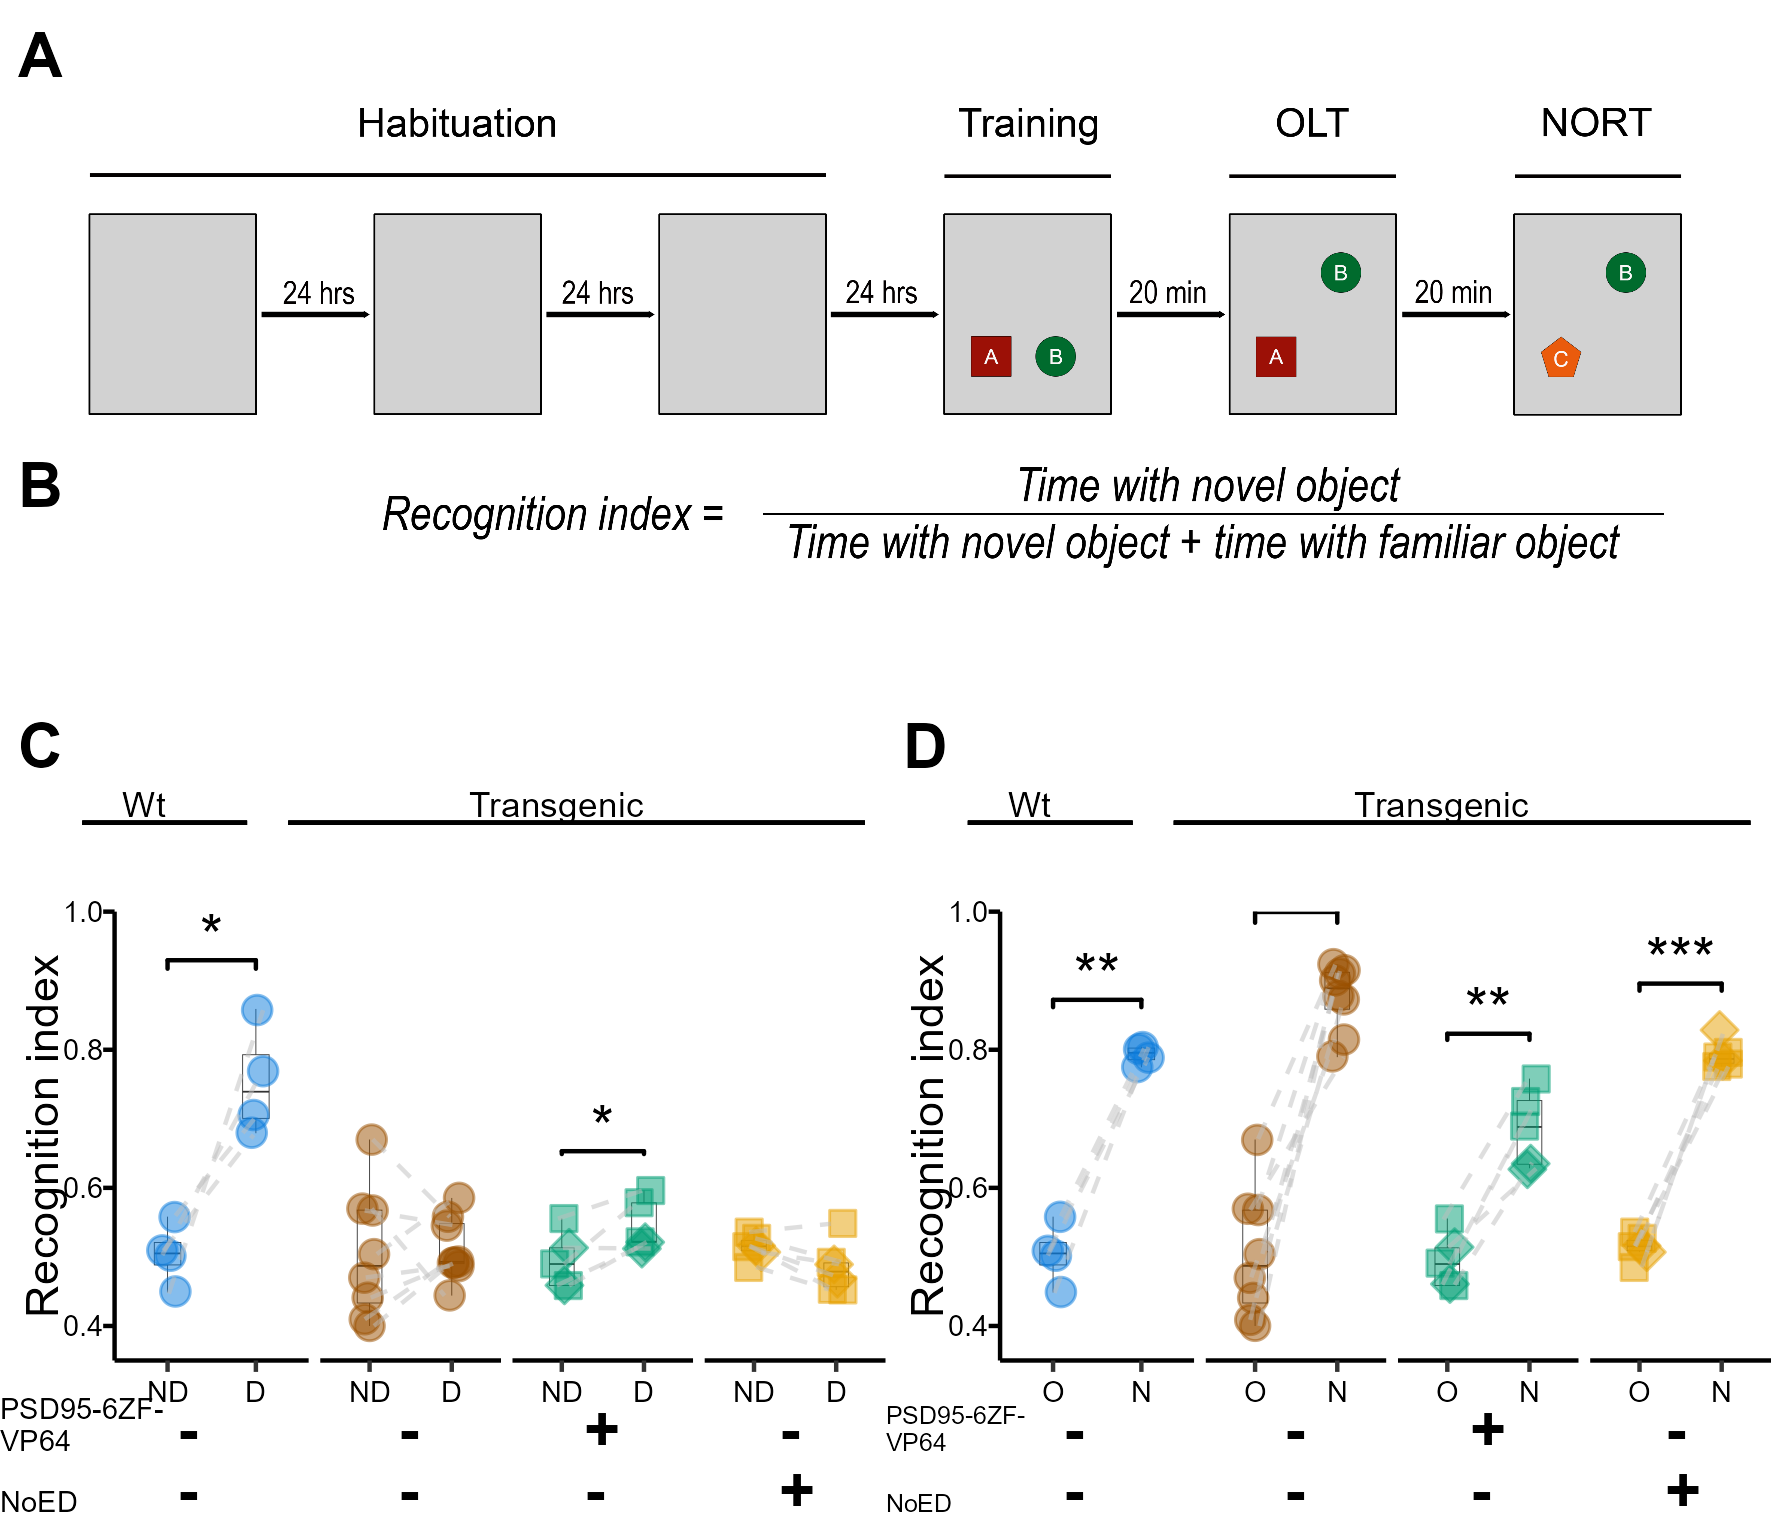 A
Habituation
Training
OLT
NORT
24 hrs
24 hrs
24 hrs
20 min
20 min
A
B
A
B
C
B
B
Recognition index =
Time with novel object
Time with novel object + time with familiar object
C
Wt
Transgenic
Recognition index
1.0
0.8
0.6
0.4
*
*
ND D ND D ND D ND D
PSD95-6ZF-
VP64
- - + -
NoED
- - - +
D
Wt
Transgenic
Recognition index
1.0
0.8
0.6
0.4
**
**
***
O N O N O N O N
PSD95-6ZF-
VP64
- - + -
NoED
- - - +